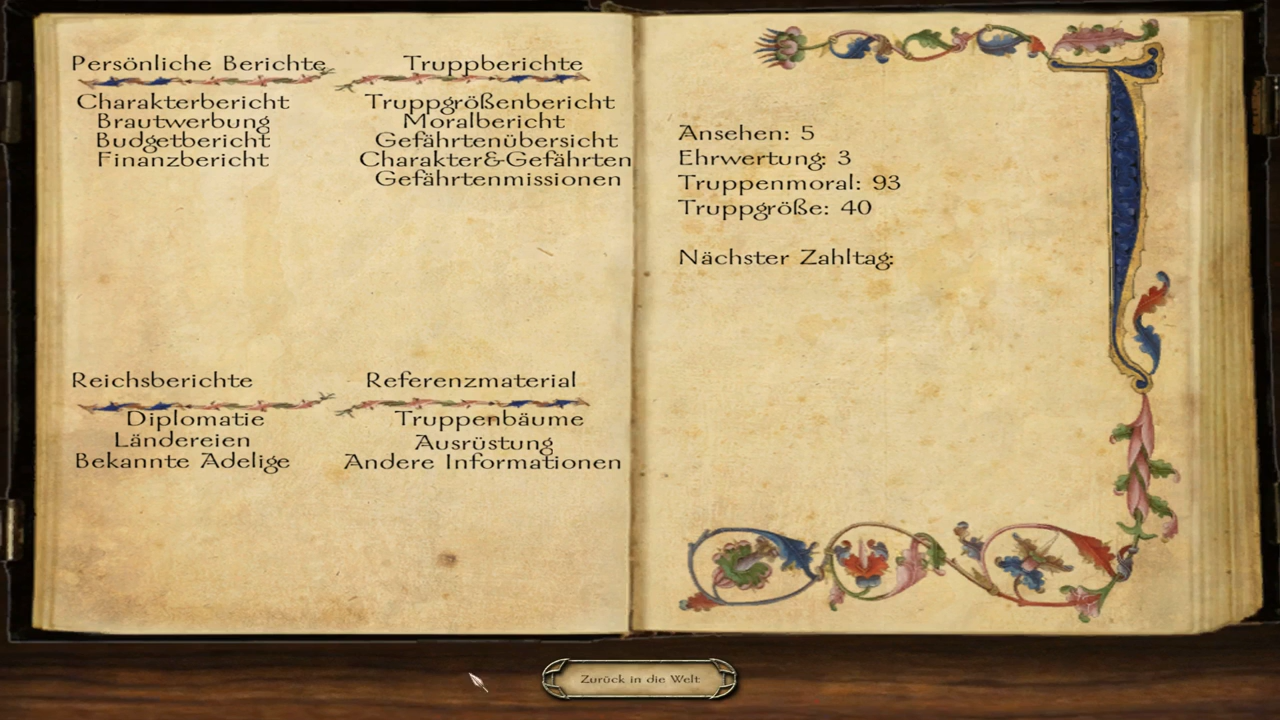 Persönliche Berichte
Charakterbericht
Brautwerbung
Budgetbericht
Finanzbericht
Truppberichte
Truppgrößenbericht
Moralbericht
Gefährtenübersicht
Charakter&Gefährten
Gefährtenmissionen
Reichsberichte
Diplomatie
Ländereien
Bekannte Adelige
Referenzmaterial
Truppenbäume
Ausrüstung
Andere Informationen
Ansehen: 5
Ehrwertung: 3
Truppenmoral: 93
Truppgröße: 40
Nächster Zahltag:
Zurück in die Welt